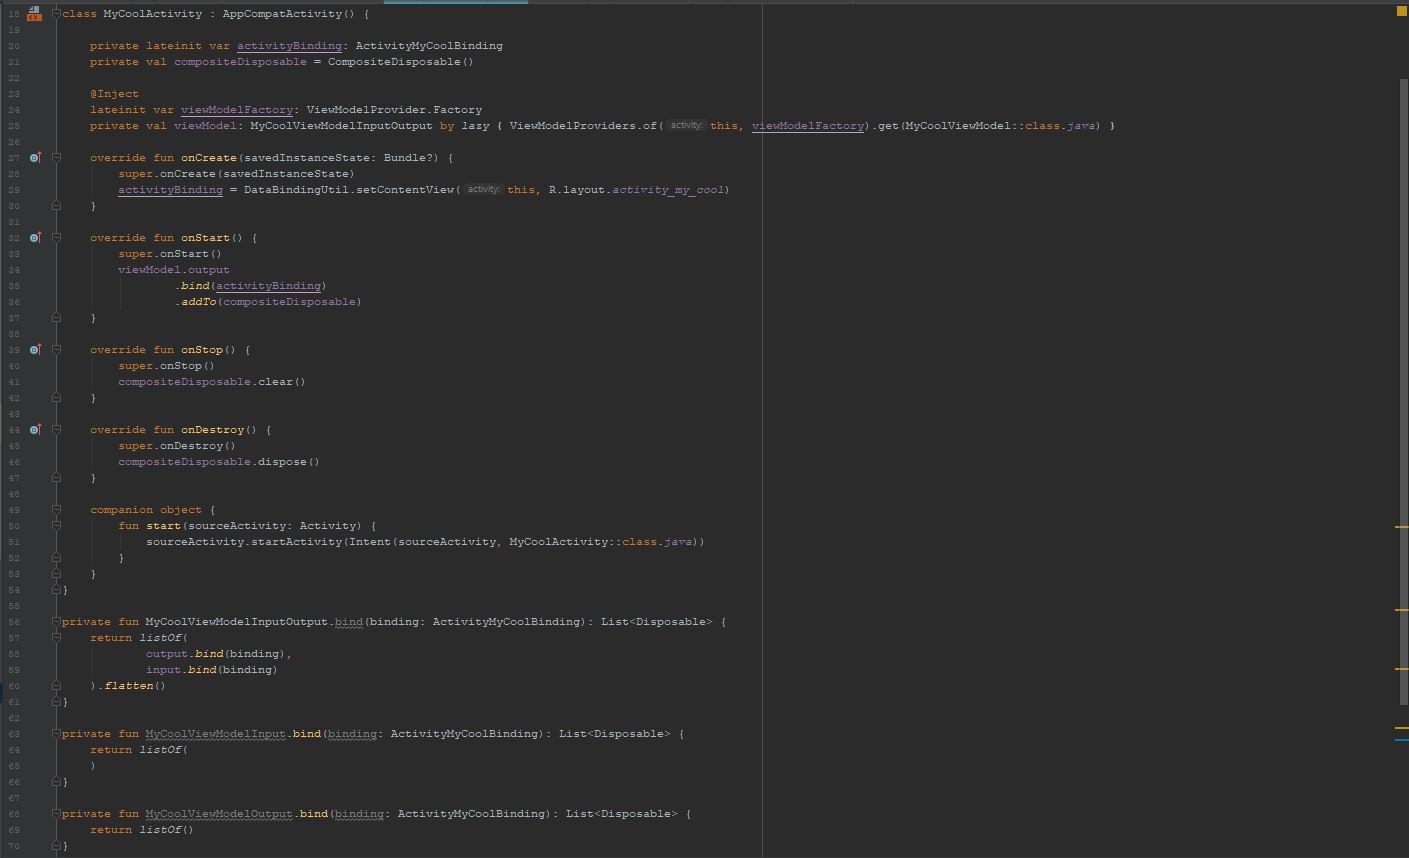 18 class MyCoolActivity : AppCompatActivity() {
19
20     private lateinit var activityBinding: ActivityMyCoolBinding
21     private val compositeDisposable = CompositeDisposable()
22
23     @Inject
24     lateinit var viewModelFactory: ViewModelProvider.Factory
25     private val viewModel: MyCoolViewModelInputOutput by lazy { ViewModelProviders.of( activity: this, viewModelFactory).get(MyCoolViewModel::class.java) }
26
27     override fun onCreate(savedInstanceState: Bundle?) {
28         super.onCreate(savedInstanceState)
29         activityBinding = DataBindingUtil.setContentView( activity: this, R.layout.activity_my_cool)
30     }
31
32     override fun onStart() {
33         super.onStart()
34         viewModel.output
35                 .bind(activityBinding)
36                 .addTo(compositeDisposable)
37     }
38
39     override fun onStop() {
40         super.onStop()
41         compositeDisposable.clear()
42     }
43
44     override fun onDestroy() {
45         super.onDestroy()
46         compositeDisposable.dispose()
47     }
48
49     companion object {
50         fun start(sourceActivity: Activity) {
51             sourceActivity.startActivity(Intent(sourceActivity, MyCoolActivity::class.java))
52         }
53     }
54 }
55
56 private fun MyCoolViewModelInputOutput.bind(binding: ActivityMyCoolBinding): List<Disposable> {
57     return listOf(
58             output.bind(binding),
59             input.bind(binding)
60     ).flatten()
61 }
62
63 private fun MyCoolViewModelInput.bind(binding: ActivityMyCoolBinding): List<Disposable> {
64     return listOf(
65     )
66 }
67
68 private fun MyCoolViewModelOutput.bind(binding: ActivityMyCoolBinding): List<Disposable> {
69     return listOf()
70 }